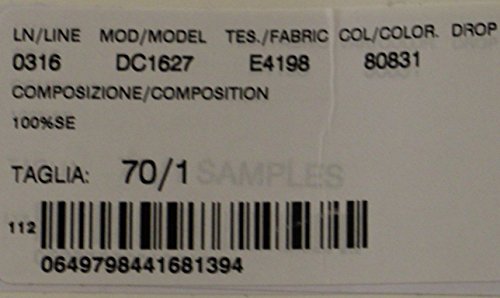 LN/LINE MOD/MODEL TES./FABRIC COL/COLOR. DROP
0316 DC1627 E4198 80831
COMPOSIZIONE/COMPOSITION
100%SE
TAGLIA: 70/1 SAMPLES
112
0649798441681394